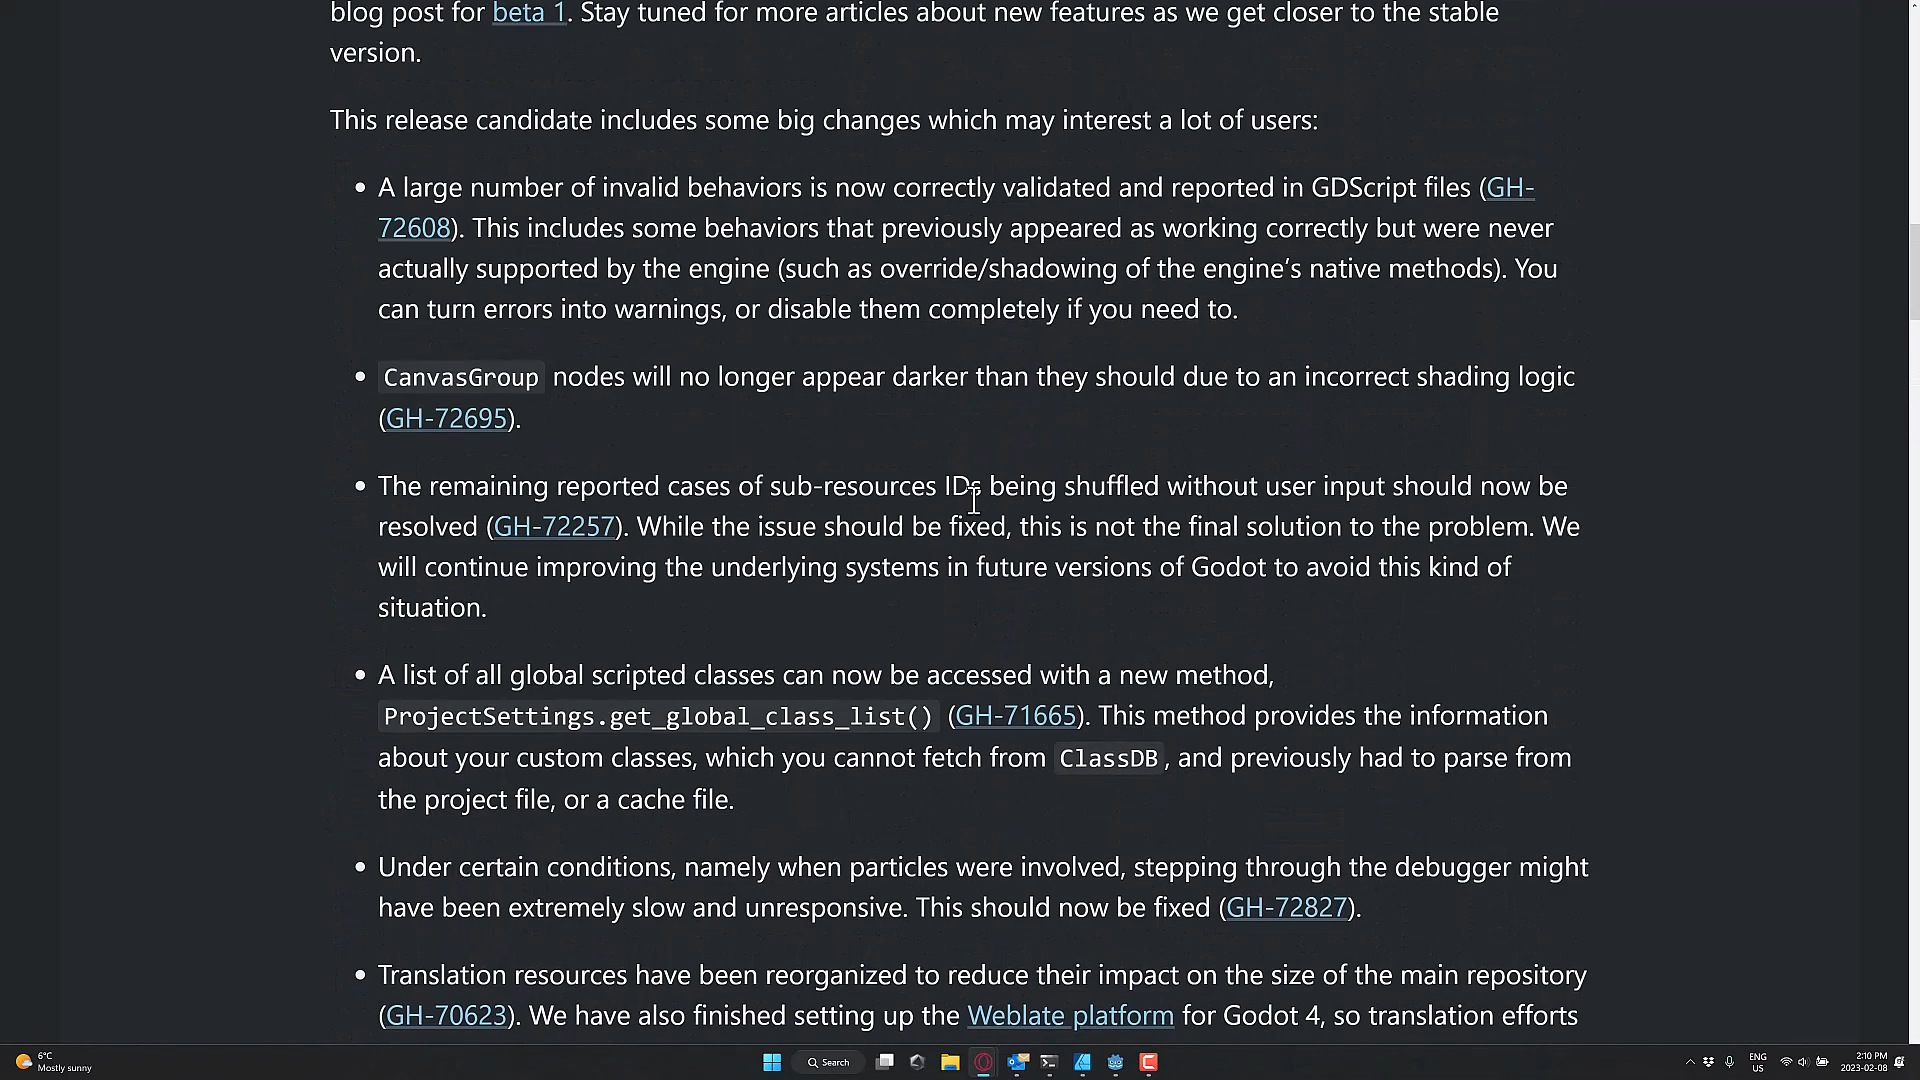 blog post for beta 1. Stay tuned for more articles about new features as we get closer to the stable
version.
This release candidate includes some big changes which may interest a lot of users:
• A large number of invalid behaviors is now correctly validated and reported in GDScript files (GH-
72608). This includes some behaviors that previously appeared as working correctly but were never
actually supported by the engine (such as override/shadowing of the engine’s native methods). You
can turn errors into warnings, or disable them completely if you need to.
• CanvasGroup nodes will no longer appear darker than they should due to an incorrect shading logic
(GH-72695).
• The remaining reported cases of sub-resources IDs being shuffled without user input should now be
resolved (GH-72257). While the issue should be fixed, this is not the final solution to the problem. We
will continue improving the underlying systems in future versions of Godot to avoid this kind of
situation.
• A list of all global scripted classes can now be accessed with a new method,
ProjectSettings.get_global_class_list() (GH-71665). This method provides the information
about your custom classes, which you cannot fetch from ClassDB, and previously had to parse from
the project file, or a cache file.
• Under certain conditions, namely when particles were involved, stepping through the debugger might
have been extremely slow and unresponsive. This should now be fixed (GH-72827).
• Translation resources have been reorganized to reduce their impact on the size of the main repository
(GH-70623). We have also finished setting up the Weblate platform for Godot 4, so translation efforts
6°C
Mostly sunny
Search
ENG
US
2:10 PM
2023-02-08